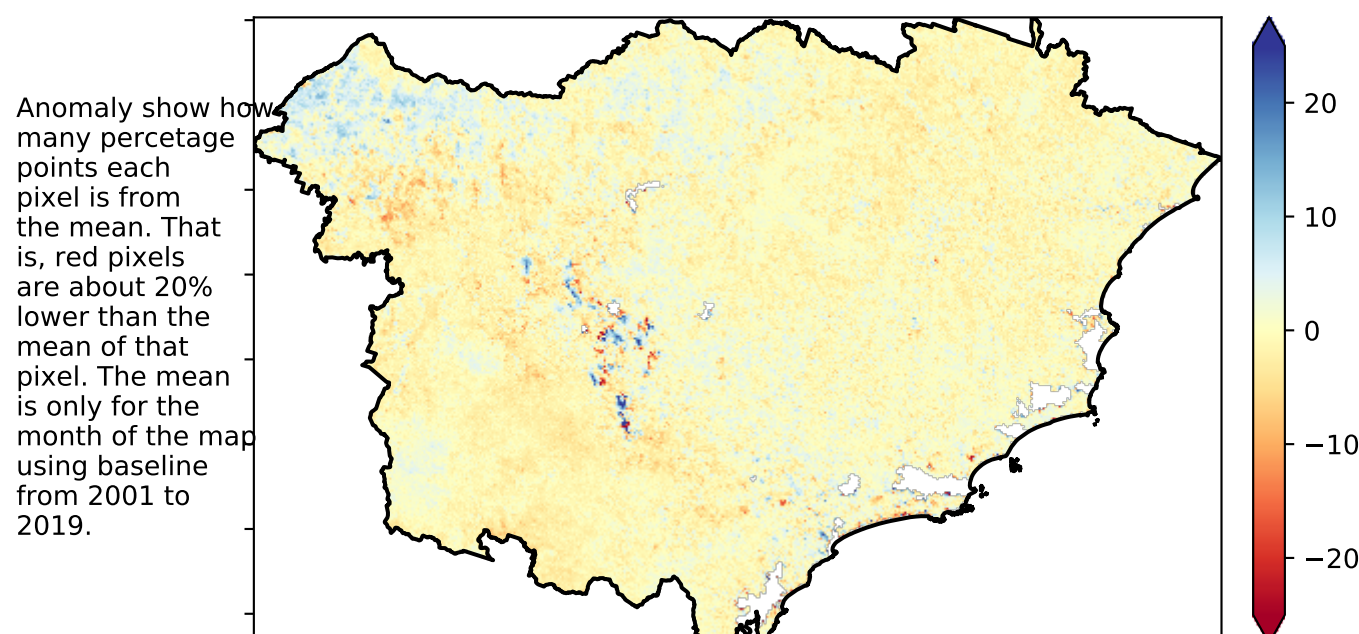 Anomaly show how
many percetage
points each
pixel is from
the mean. That
is, red pixels
are about 20%
lower than the
mean of that
pixel. The mean
is only for the
month of the map
using baseline
from 2001 to
2019.
20
10
0
−10
−20